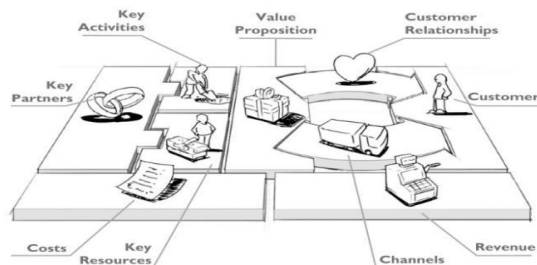 Key
Activities
Value
Proposition
Customer
Relationships
Key
Partners
Customer
Costs
Key
Resources
Channels
Revenue